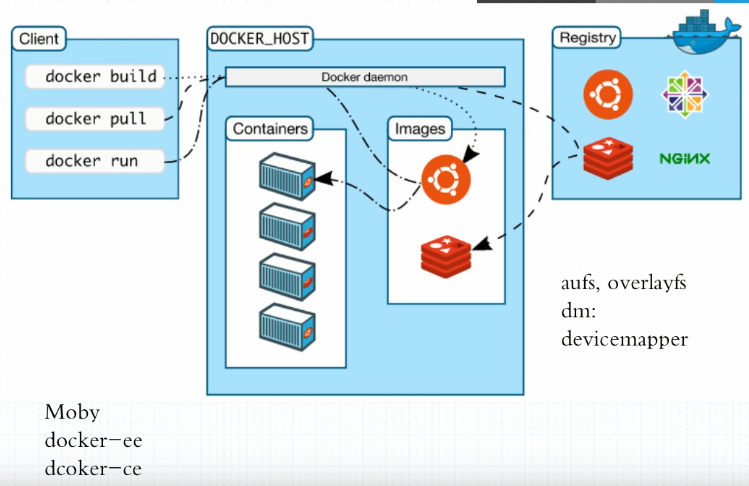 Client
docker build
docker pull
docker run
DOCKER_HOST
Docker daemon
Containers
Images
Registry
NGiNX
aufs, overlayfs
dm:
devicemapper
Moby
docker-ee
dcoker-ce